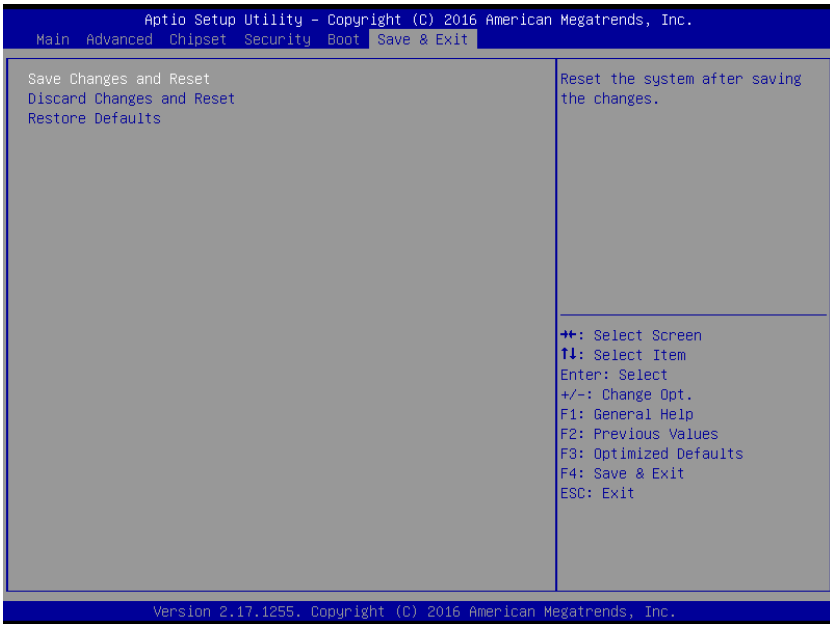 Aptio Setup Utility – Copyright (C) 2016 American Megatrends, Inc.
Main Advanced Chipset Security Boot Save & Exit
Save Changes and Reset
Discard Changes and Reset
Restore Defaults
Reset the system after saving
the changes.
→←: Select Screen
↑↓: Select Item
Enter: Select
+/-: Change Opt.
F1: General Help
F2: Previous Values
F3: Optimized Defaults
F4: Save & Exit
ESC: Exit
Version 2.17.1255. Copyright (C) 2016 American Megatrends, Inc.